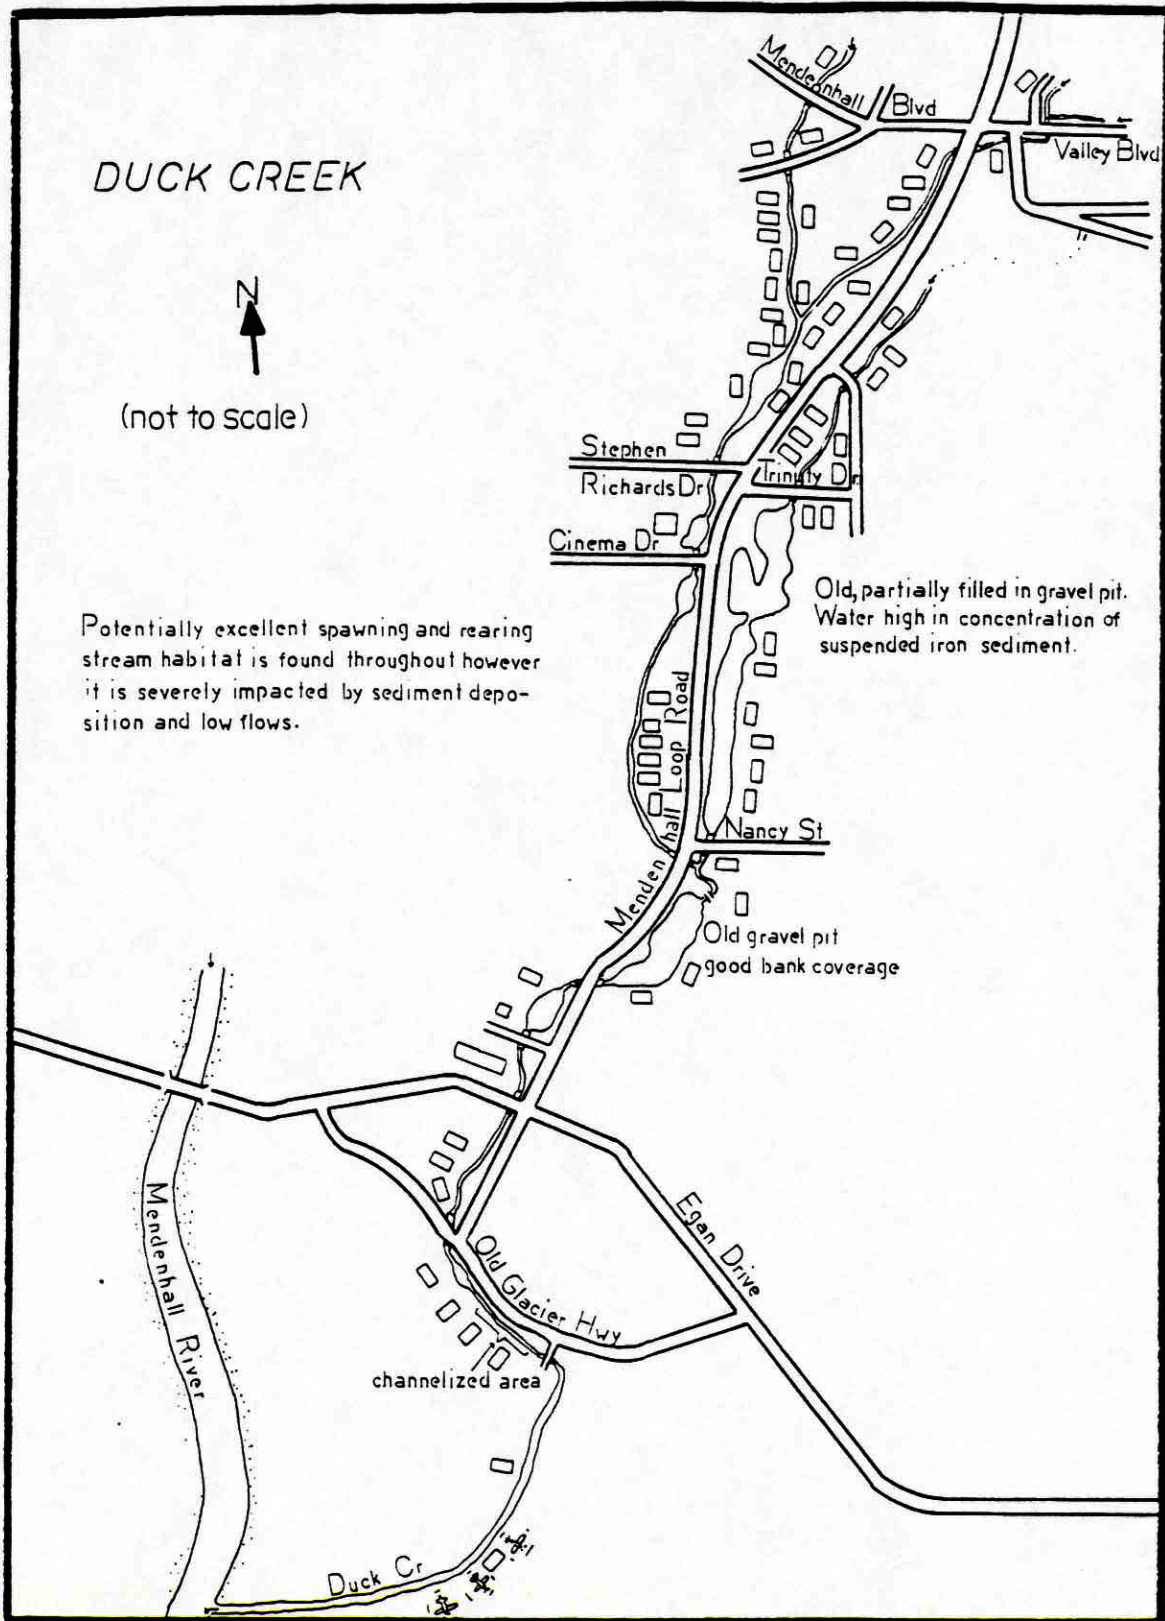 DUCK CREEK
N
(not to scale)
Mendenhall
Blvd
Valley Blvd
Stephen
Richards Dr
Trinity Dr
Cinema Dr
Old, partially filled in gravel pit.
Water high in concentration of
suspended iron sediment.
Potentially excellent spawning and rearing
stream habitat is found throughout however
it is severely impacted by sediment depo-
sition and low flows.
Mendenhall Loop Road
Nancy St
Old gravel pit
good bank coverage
Mendenhall River
Egan Drive
Old Glacier Hwy
channelized area
Duck Cr